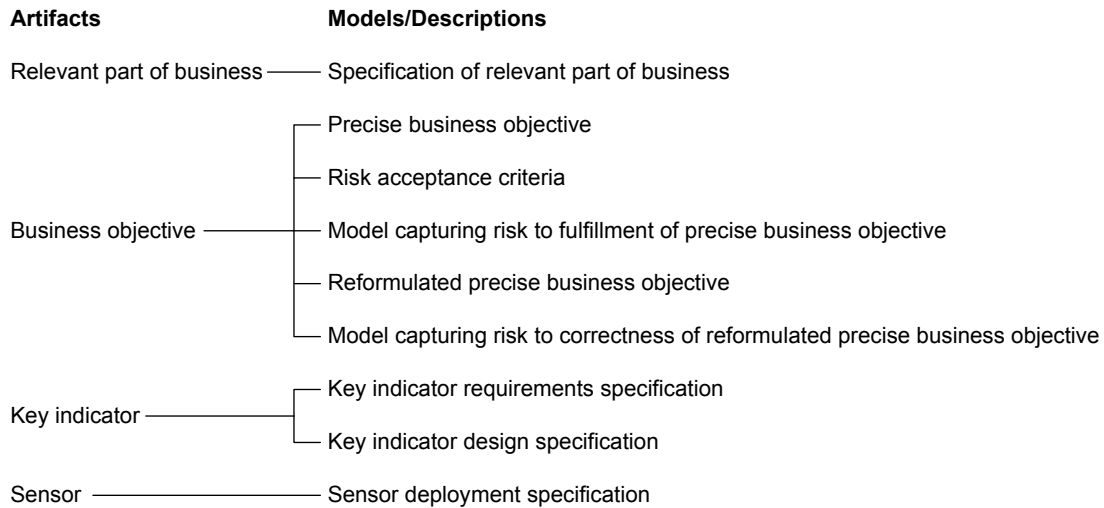 Artifacts Models/Descriptions
Relevant part of business Specification of relevant part of business
Precise business objective
Risk acceptance criteria
Business objective Model capturing risk to fulfillment of precise business objective
Reformulated precise business objective
Model capturing risk to correctness of reformulated precise business objective
Key indicator requirements specification
Key indicator
Key indicator design specification
Sensor Sensor deployment specification